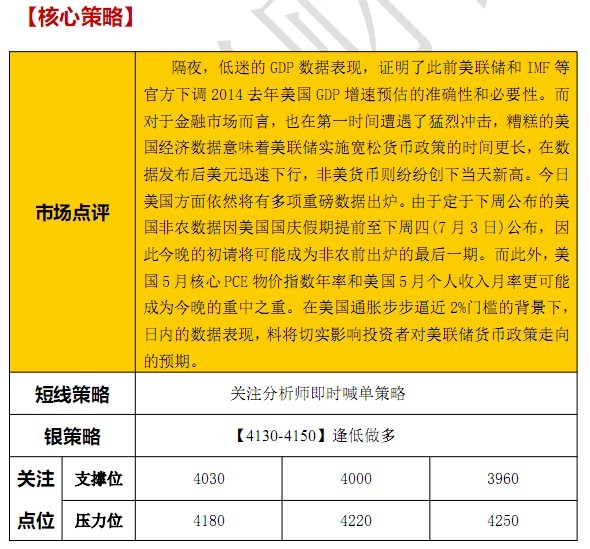 【核心策略】
隔夜，低迷的 GDP 数据表现，证明了此前美联储和 IMF 等
官方下调 2014 去年美国 GDP 增速预估的准确性和必要性。而
对于金融市场而言，也在第一时间遭遇了猛烈冲击，糟糕的美
国经济数据意味着美联储实施宽松货币政策的时间更长，在数
据发布后美元迅速下行，非美货币则纷纷创下当天新高。今日
美国方面依然将有多项重磅数据出炉。由于定于下周公布的美
国非农数据因美国国庆假期提前至下周四(7 月 3 日)公布，因
此今晚的初请将可能成为非农前出炉的最后一期。而此外，美
国 5 月核心 PCE 物价指数年率和美国 5 月个人收入月率更可能
成为今晚的重中之重。在美国通胀步步逼近 2%门槛的背景下，
日内的数据表现，料将切实影响投资者对美联储货币政策走向
的预期。
市场点评
短线策略 关注分析师即时喊单策略
银策略 【4130-4150】逢低做多
关注
点位
支撑位 4030 4000 3960
压力位 4180 4220 4250